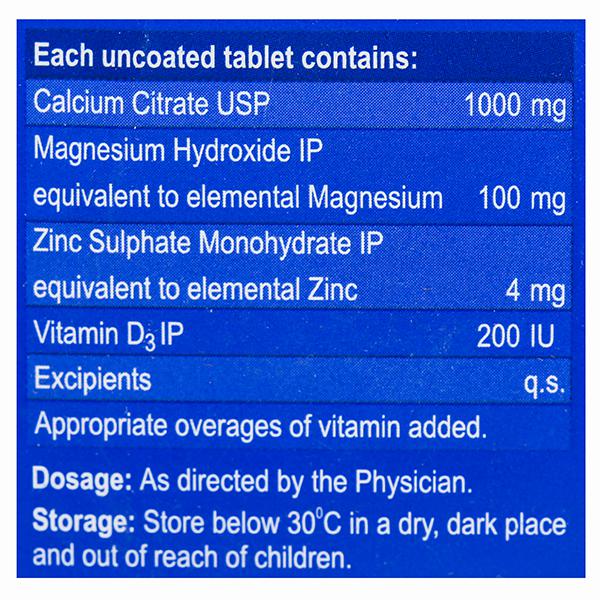 Each uncoated tablet contains:
Calcium Citrate USP 1000 mg
Magnesium Hydroxide IP
equivalent to elemental Magnesium 100 mg
Zinc Sulphate Monohydrate IP
equivalent to elemental Zinc 4 mg
Vitamin D₃ IP 200 IU
Excipients q.s.
Appropriate overages of vitamin added.
Dosage: As directed by the Physician.
Storage: Store below 30⁰C in a dry, dark place
and out of reach of children.